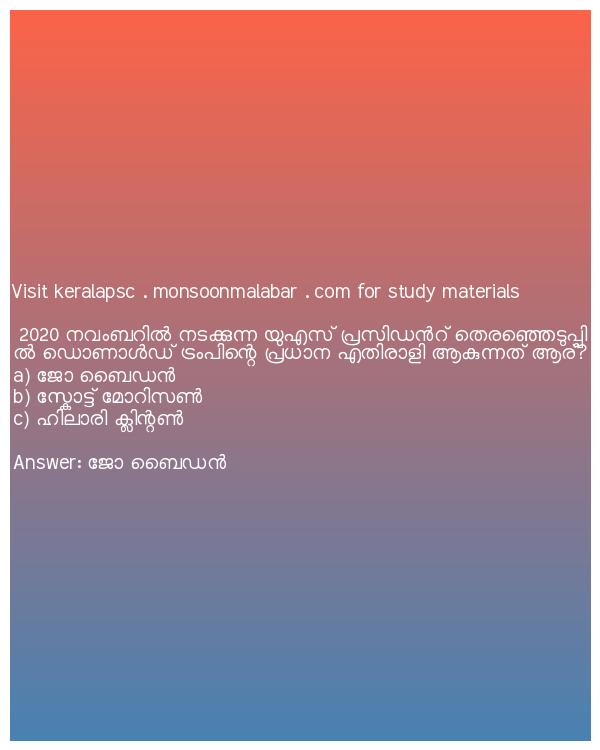 Visit keralapsc . monsoonmalabar . com for study materials
2020 നവംബറിൽ നടക്കുന്ന യുഎസ് പ്രസിഡൻറ് തെരഞ്ഞെടുപ്പി
ൽ ഡൊണാൾഡ് ട്രംപിന്റെ പ്രധാന എതിരാളി ആകുന്നത് ആര്?
a) ജോ ബൈഡൻ
b) സ്കോട്ട് മോറിസൺ
c) ഹിലാരി ക്ലിന്റൺ
Answer: ജോ ബൈഡൻ